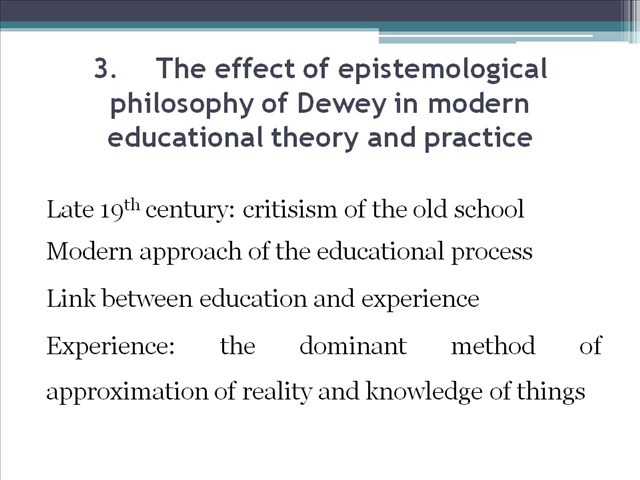 3. The effect of epistemological
philosophy of Dewey in modern
educational theory and practice
Late 19th century: critisism of the old school
Modern approach of the educational process
Link between education and experience
Experience: the dominant method of
approximation of reality and knowledge of things